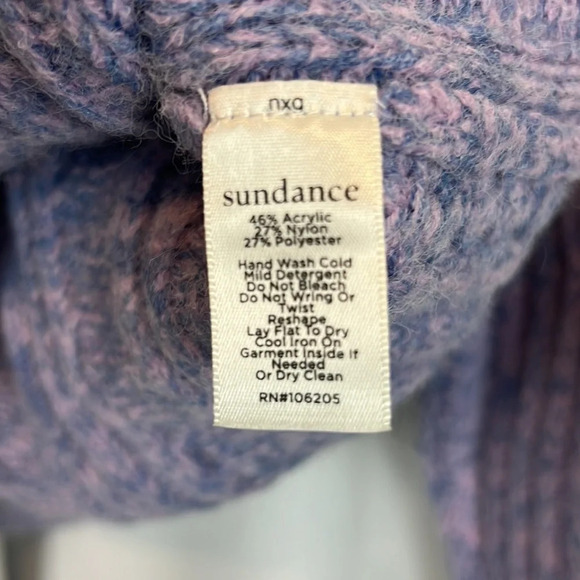 nxq
sundance
46% Acrylic
27% Nylon
27% Polyester
Hand Wash Cold
Mild Detergent
Do Not Bleach
Do Not Wring Or
Twist
Reshape
Lay Flat To Dry
Cool Iron On
Garment Inside If
Needed
Or Dry Clean
RN#106205